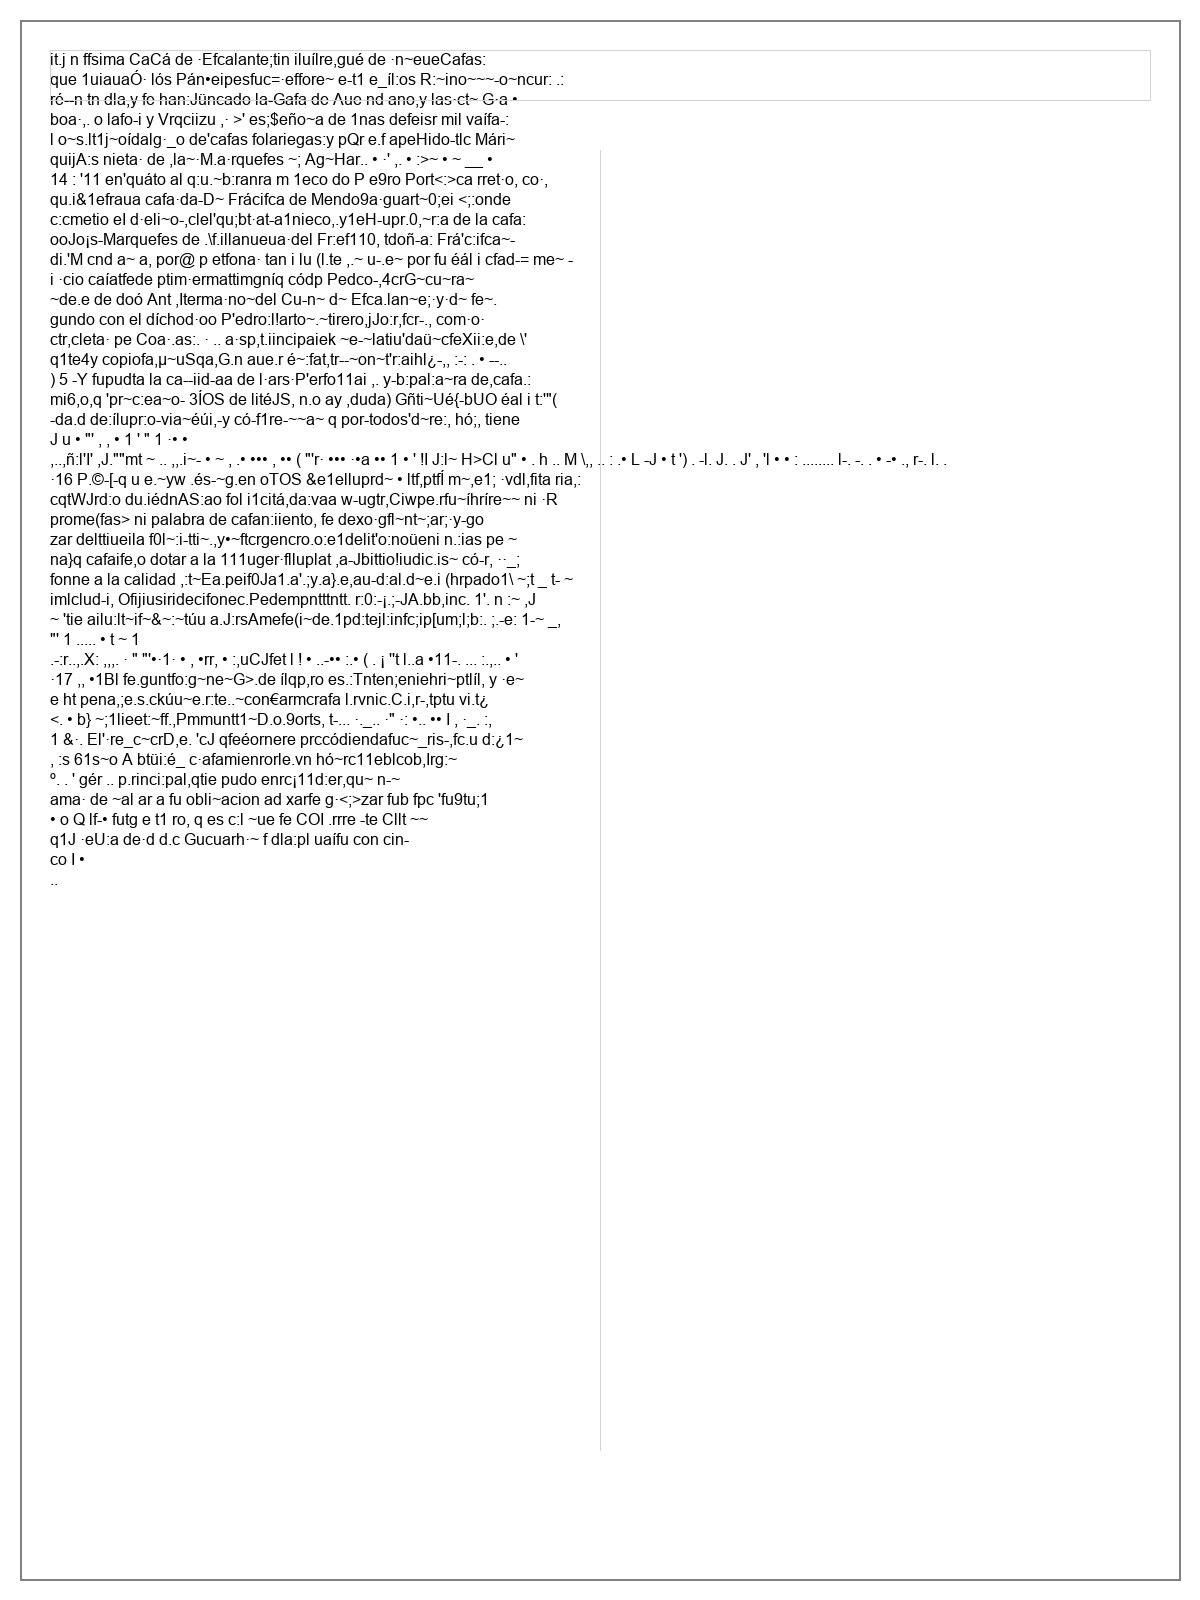 it.j n ffsima CaCá de ·Efcalante;tin iluílre,gué de ·n~eueCafas:
que 1uiauaÓ· lós Pán•eipesfuc=·effore~ e-t1 e_íl:os R:~ino~~~-o~ncur: .:
ré--n tn dla,y fe han:Jüncado la-Gafa de Aue nd ano,y las·ct~ G·a •
boa·,. o lafo-i y Vrqciizu ,· >' es;$eño~a de 1nas defeisr mil vaífa-:
l o~s.lt1j~oídalg·_o de'cafas folariegas:y pQr e.f apeHido-tlc Mári~
quijA:s nieta· de ,la~·M.a·rquefes ~; Ag~Har.. • ·' ,. • :>~ • ~ __ •
14 : '11 en'quáto al q:u.~b:ranra m 1eco do P e9ro Port<:>ca rret·o, co·,
qu.i&1efraua cafa·da-D~ Frácifca de Mendo9a·guart~0;ei <;:onde
c:cmetio eI d·eli~o-,clel'qu;bt·at-a1nieco,.y1eH-upr.0,~r:a de la cafa:
ooJo¡s-Marquefes de .\f.illanueua·del Fr:ef110, tdoñ-a: Frá'c:ifca~-
di.'M cnd a~ a, por@ p etfona· tan i lu (l.te ,.~ u-.e~ por fu éál i cfad-= me~ -
i ·cio caíatfede ptim·ermattimgníq códp Pedco-,4crG~cu~ra~
~de.e de doó Ant ,Iterma·no~del Cu-n~ d~ Efca.lan~e;·y·d~ fe~.
gundo con el díchod·oo P'edro:l!arto~.~tirero,jJo:r,fcr-., com·o·
ctr,cleta· pe Coa·.as:. · .. a·sp,t.iincipaiek ~e-~latiu'daü~cfeXii:e,de \'
q1te4y copiofa,µ~uSqa,G.n aue.r é~:fat,tr--~on~t'r:aihl¿-,, :-: . • --..
) 5 -Y fupudta la ca--iid-aa de l·ars·P'erfo11ai ,. y-b:pal:a~ra de,cafa.:
mi6,o,q 'pr~c:ea~o- 3ÍOS de litéJS, n.o ay ,duda) Gñti~Ué{-bUO éal i t:'"(
-da.d de:ílupr:o-via~éúi,-y có-f1re-~~a~ q por-todos'd~re:, hó;, tiene
J u • "' , , • 1 ' " 1 ·• •
,..,ñ:l'l' ,J.""mt ~ .. ,,.i~- • ~ , .• ••• , •• ( "'r· ••• ·•a •• 1 • ' !I J:l~ H>Cl u" • . h .. M \,, .. : .• L -J • t ') . -l. J. . J' , 'l • • : ........ l-. -. . • -• ., r-. l. .
·16 P.©-[-q u e.~yw .és-~g.en oTOS &e1elluprd~ • ltf,ptfÍ m~,e1; ·vdl,fita ria,:
cqtWJrd:o du.iédnAS:ao fol i1citá,da:vaa w-ugtr,Ciwpe.rfu~íhríre~~ ni ·R
prome(fas> ni palabra de cafan:iiento, fe dexo·gfl~nt~;ar;·y-go
zar delttiueila f0l~:i-tti~.,y•~ftcrgencro.o:e1delit'o:noüeni n.:ias pe ~
na}q cafaife,o dotar a la 111uger·flluplat ,a-Jbittio!iudic.is~ có-r, ··_;
fonne a la calidad ,:t~Ea.peif0Ja1.a'.;y.a}.e,au-d:al.d~e.i (hrpado1\ ~;t _ t- ~
imlclud-i, Ofijiusiridecifonec.Pedempntttntt. r:0:-¡.;-JA.bb,inc. 1'. n :~ ,J
~ 'tie ailu:lt~if~&~:~túu a.J:rsAmefe(i~de.1pd:tejl:infc;ip[um;l;b:. ;.-e: 1-~ _,
"' 1 ..... • t ~ 1
.-:r..,.X: ,,,. · " "'•·1· • , •rr, • :,uCJfet l ! • ..-•• :.• ( . ¡ "t l..a •11-. ... :.,.. • '
·17 ,, •1Bl fe.guntfo:g~ne~G>.de ílqp,ro es.:Tnten;eniehri~ptlíl, y ·e~
e ht pena,;e.s.ckúu~e.r:te..~con€armcrafa l.rvnic.C.i,r-,tptu vi.t¿
<. • b} ~;1lieet:~ff.,Pmmuntt1~D.o.9orts, t-... ·._.. ·" ·: •.. •• I , ·_. :,
1 &·. El'·re_c~crD,e. 'cJ qfeéornere prccódiendafuc~_ris-,fc.u d:¿1~
, :s 61s~o A btüi:é_ c·afamienrorle.vn hó~rc11eblcob,Irg:~
º. . ' gér .. p.rinci:pal,qtie pudo enrc¡11d:er,qu~ n-~
ama· de ~al ar a fu obli~acion ad xarfe g·<;>zar fub fpc 'fu9tu;1
• o Q lf-• futg e t1 ro, q es c:l ~ue fe COI .rrre -te Cllt ~~
q1J ·eU:a de·d d.c Gucuarh·~ f dla:pl uaífu con cin-
co I •
..